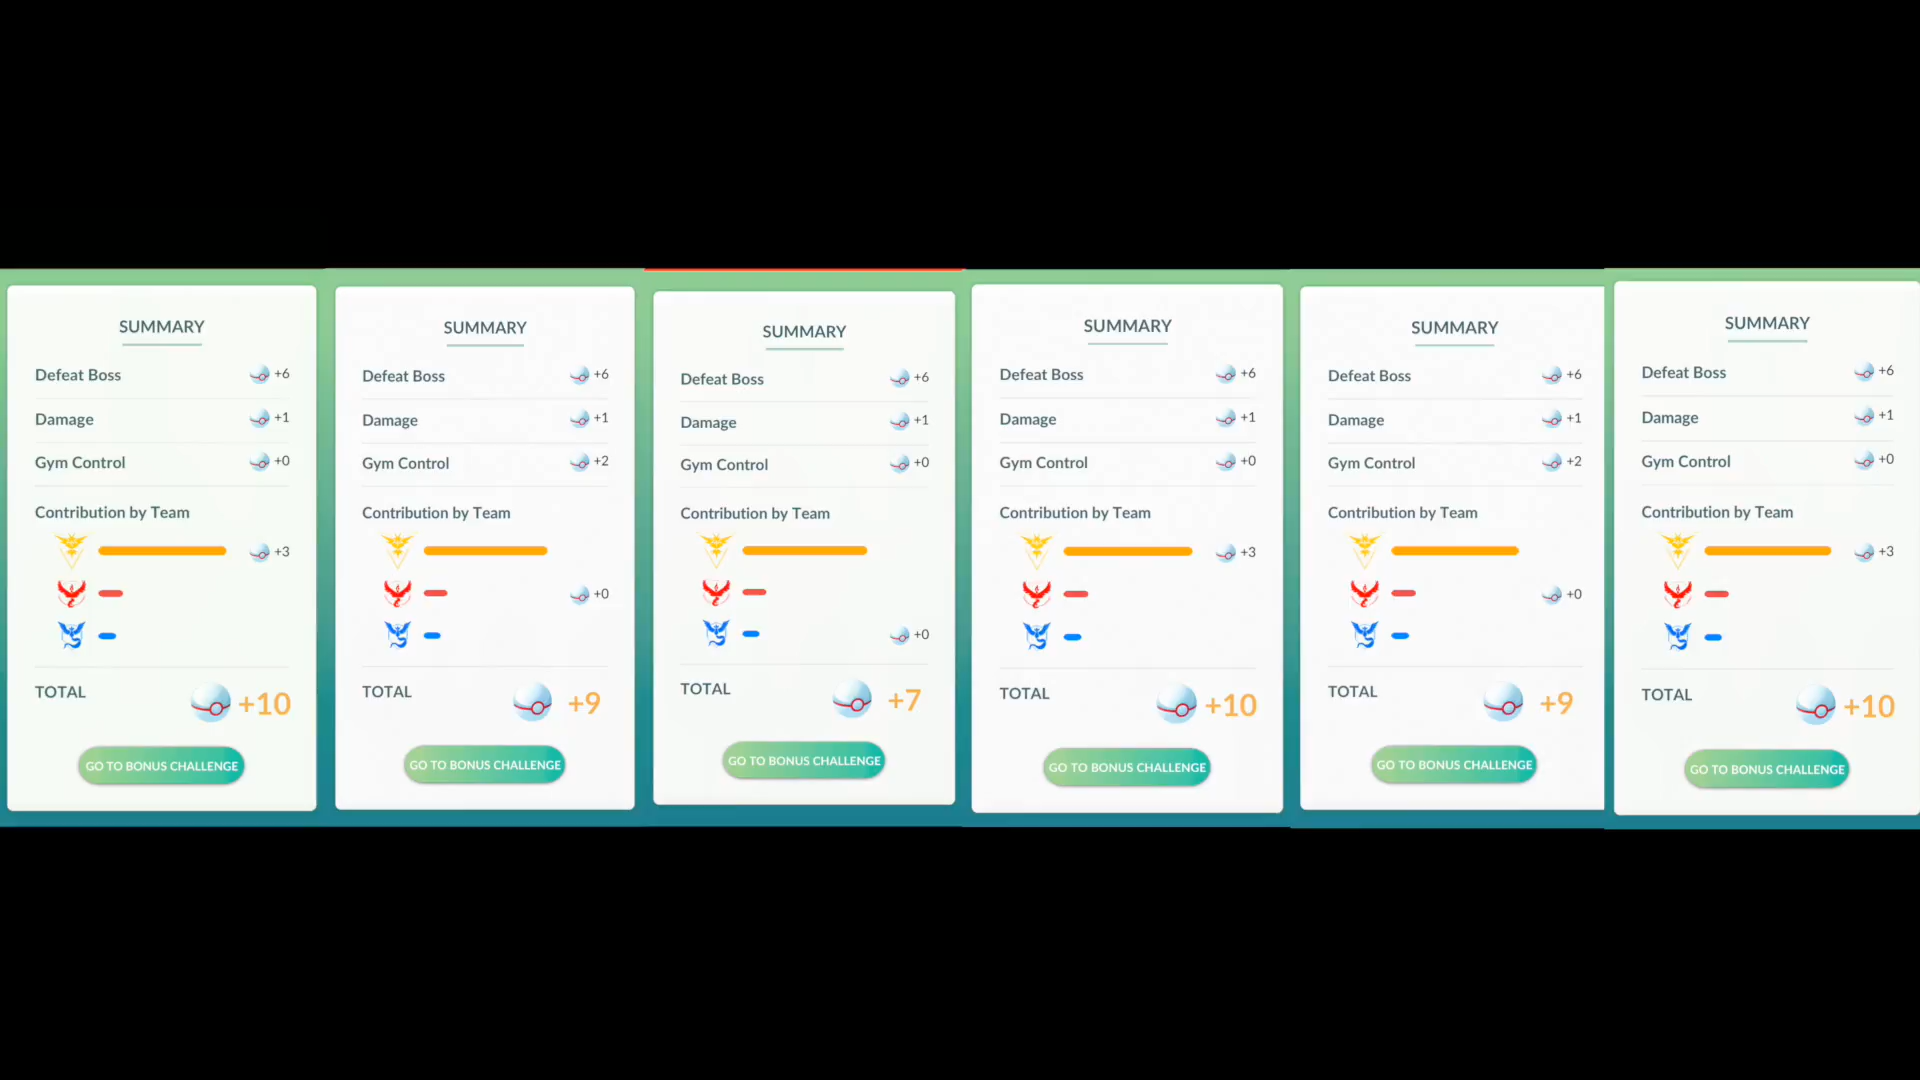 SUMMARY
Defeat Boss +6
Damage +1
Gym Control +0
Contribution by Team
+3
TOTAL +10
GO TO BONUS CHALLENGE
SUMMARY
Defeat Boss +6
Damage +1
Gym Control +2
Contribution by Team
+0
TOTAL +9
GO TO BONUS CHALLENGE
SUMMARY
Defeat Boss +6
Damage +1
Gym Control +0
Contribution by Team
+0
TOTAL +7
GO TO BONUS CHALLENGE
SUMMARY
Defeat Boss +6
Damage +1
Gym Control +0
Contribution by Team
+3
TOTAL +10
GO TO BONUS CHALLENGE
SUMMARY
Defeat Boss +6
Damage +1
Gym Control +2
Contribution by Team
+0
TOTAL +9
GO TO BONUS CHALLENGE
SUMMARY
Defeat Boss +6
Damage +1
Gym Control +0
Contribution by Team
+3
TOTAL +10
GO TO BONUS CHALLENGE